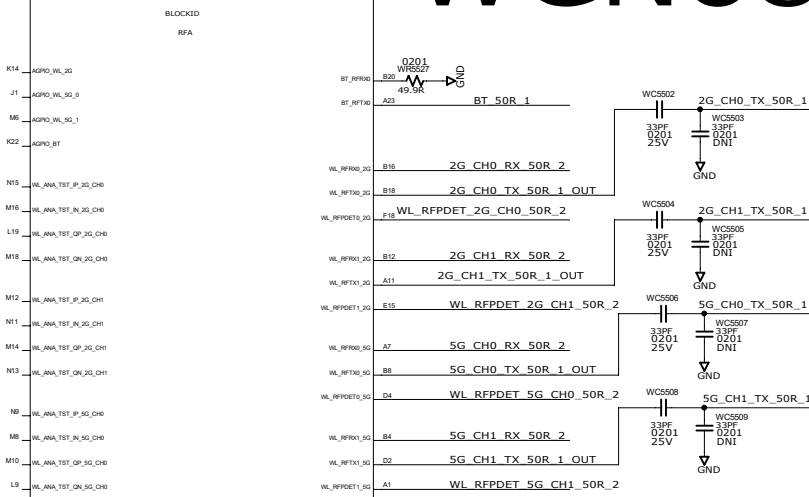 WCN68
BLOCKID
RFA
K14 AGPIO_WL_2G
J1 AGPIO_WL_5G_0
M6 AGPIO_WL_5G_1
K22 AGPIO_BT
N15 WL_ANA_TST_IP_2G_CH0
M16 WL_ANA_TST_IN_2G_CH0
L19 WL_ANA_TST_QP_2G_CH0
M18 WL_ANA_TST_QN_2G_CH0
M12 WL_ANA_TST_IP_2G_CH1
N11 WL_ANA_TST_IN_2G_CH1
M14 WL_ANA_TST_QP_2G_CH1
N13 WL_ANA_TST_QN_2G_CH1
N9 WL_ANA_TST_IP_5G_CH0
M8 WL_ANA_TST_IN_5G_CH0
M10 WL_ANA_TST_QP_5G_CH0
L9 WL_ANA_TST_QN_5G_CH0
BT_RFRX0 B20
0201
WR5527
49.9R
GND
BT_RFTX0 A23 BT_50R_1
WL_RFRX0_2G B16 2G_CH0_RX_50R_2
WL_RFTX0_2G B18 2G_CH0_TX_50R_1_OUT
WL_RFPDET0_2G F18 WL_RFPDET_2G_CH0_50R_2
WL_RFRX1_2G B12 2G_CH1_RX_50R_2
WL_RFTX1_2G A11 2G_CH1_TX_50R_1_OUT
WL_RFPDET1_2G E15 WL_RFPDET_2G_CH1_50R_2
WL_RFRX0_5G A7 5G_CH0_RX_50R_2
WL_RFTX0_5G B8 5G_CH0_TX_50R_1_OUT
WL_RFPDET0_5G D4 WL_RFPDET_5G_CH0_50R_2
WL_RFRX1_5G B4 5G_CH1_RX_50R_2
WL_RFTX1_5G D2 5G_CH1_TX_50R_1_OUT
WL_RFPDET1_5G A1 WL_RFPDET_5G_CH1_50R_2
WC5502
33PF
0201
25V
2G_CH0_TX_50R_1
WC5503
33PF
0201
DNI
GND
WC5504
33PF
0201
25V
2G_CH1_TX_50R_1
WC5505
33PF
0201
DNI
GND
WC5506
33PF
0201
25V
5G_CH0_TX_50R_1
WC5507
33PF
0201
DNI
GND
WC5508
33PF
0201
25V
5G_CH1_TX_50R_1
WC5509
33PF
0201
DNI
GND